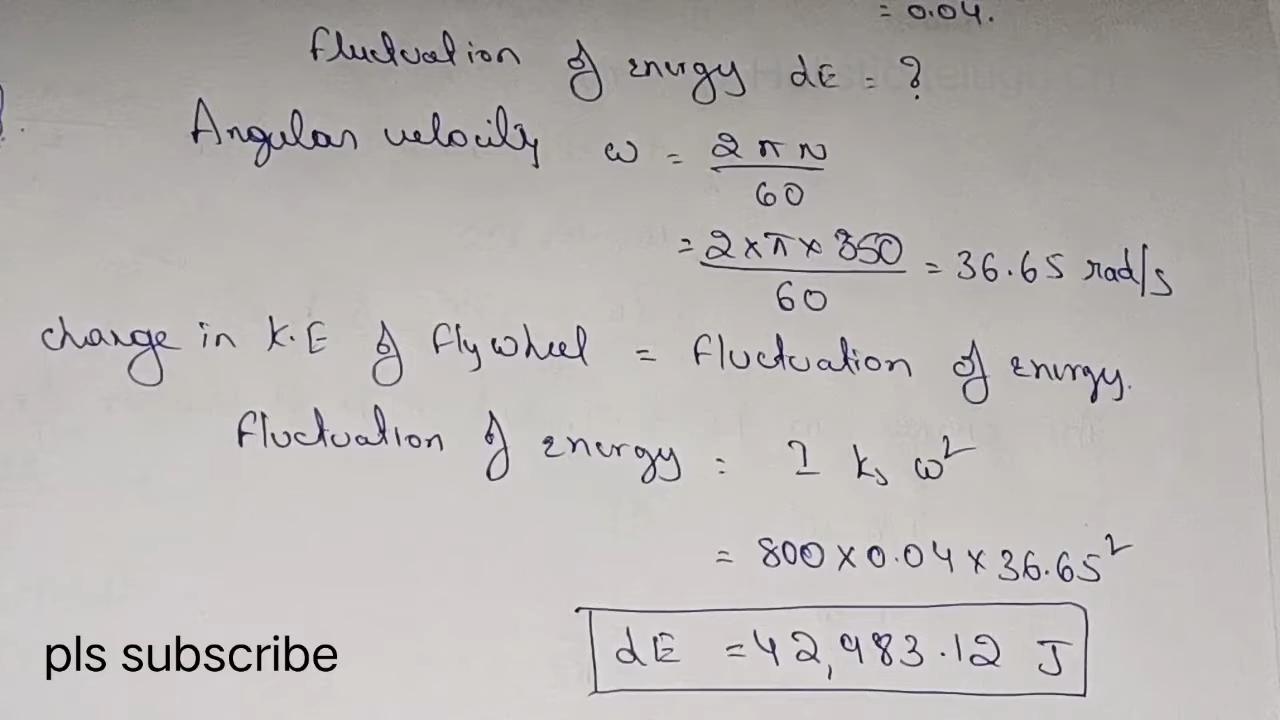 = 0.04.
Fluctuation of energy dE = ?
Angular velocity ω = 2πN
60
= 2×π×350 = 36.65 rad/s
60
change in K.E of flywheel = fluctuation of energy.
fluctuation of energy = I ks ω²
= 800×0.04×36.65²
dE = 42,983.12 J
pls subscribe